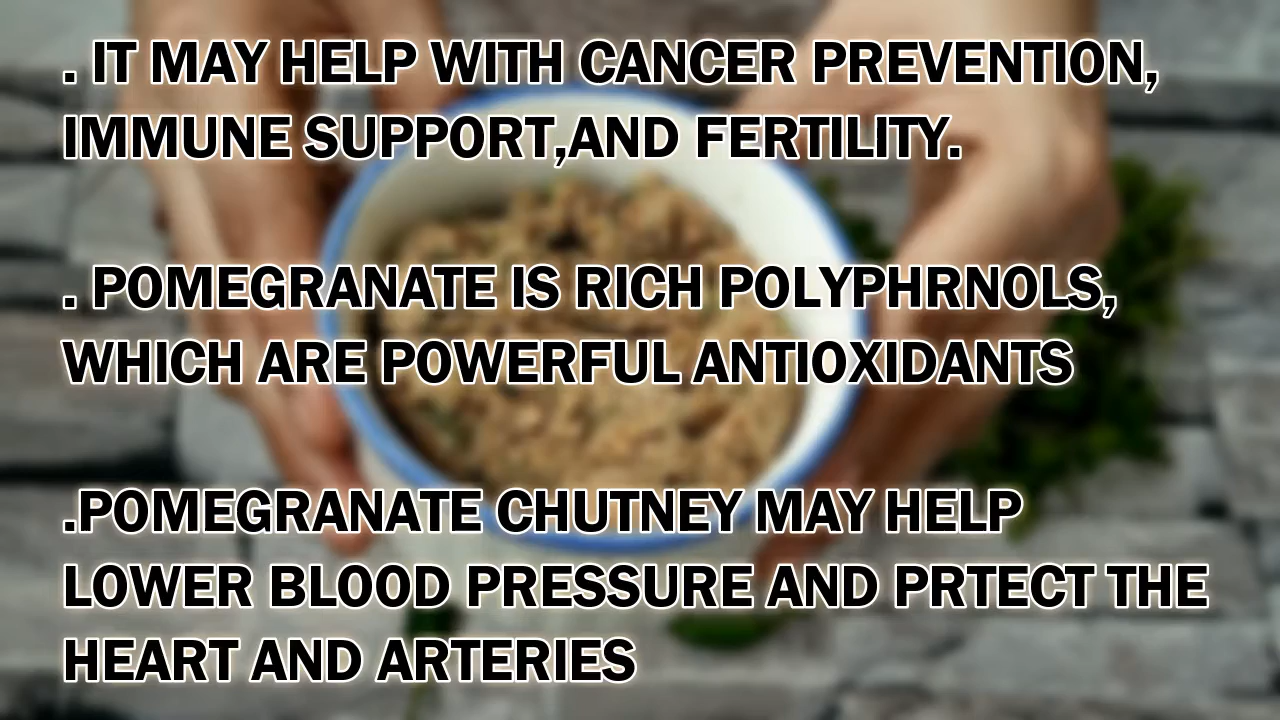 . IT MAY HELP WITH CANCER PREVENTION,
IMMUNE SUPPORT,AND FERTILITY.
. POMEGRANATE IS RICH POLYPHRNOLS,
WHICH ARE POWERFUL ANTIOXIDANTS
.POMEGRANATE CHUTNEY MAY HELP
LOWER BLOOD PRESSURE AND PRTECT THE
HEART AND ARTERIES